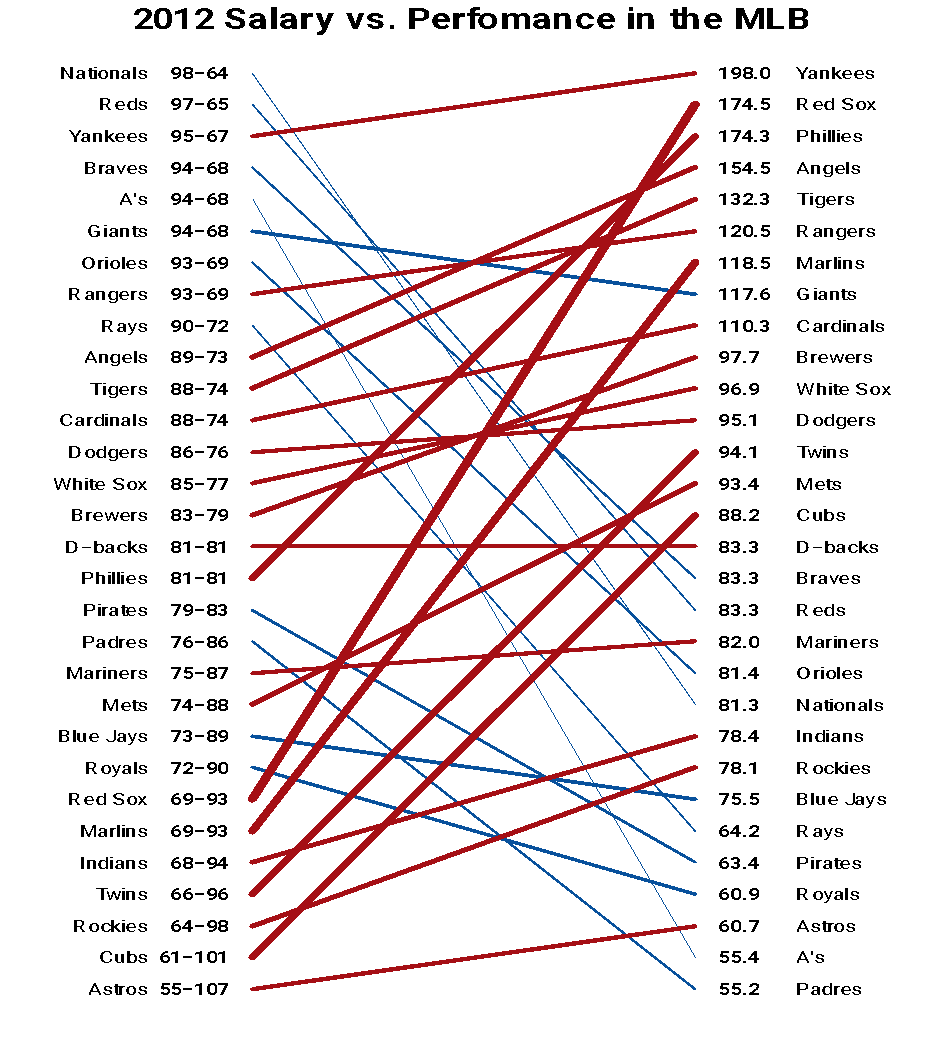 2012 Salary vs. Perfomance in the MLB
Nationals 98-64 198.0 Yankees
Reds 97-65 174.5 Red Sox
Yankees 95-67 174.3 Phillies
Braves 94-68 154.5 Angels
A's 94-68 132.3 Tigers
Giants 94-68 120.5 Rangers
Orioles 93-69 118.5 Marlins
Rangers 93-69 117.6 Giants
Rays 90-72 110.3 Cardinals
Angels 89-73 97.7 Brewers
Tigers 88-74 96.9 White Sox
Cardinals 88-74 95.1 Dodgers
Dodgers 86-76 94.1 Twins
White Sox 85-77 93.4 Mets
Brewers 83-79 88.2 Cubs
D-backs 81-81 83.3 D-backs
Phillies 81-81 83.3 Braves
Pirates 79-83 83.3 Reds
Padres 76-86 82.0 Mariners
Mariners 75-87 81.4 Orioles
Mets 74-88 81.3 Nationals
Blue Jays 73-89 78.4 Indians
Royals 72-90 78.1 Rockies
Red Sox 69-93 75.5 Blue Jays
Marlins 69-93 64.2 Rays
Indians 68-94 63.4 Pirates
Twins 66-96 60.9 Royals
Rockies 64-98 60.7 Astros
Cubs 61-101 55.4 A's
Astros 55-107 55.2 Padres